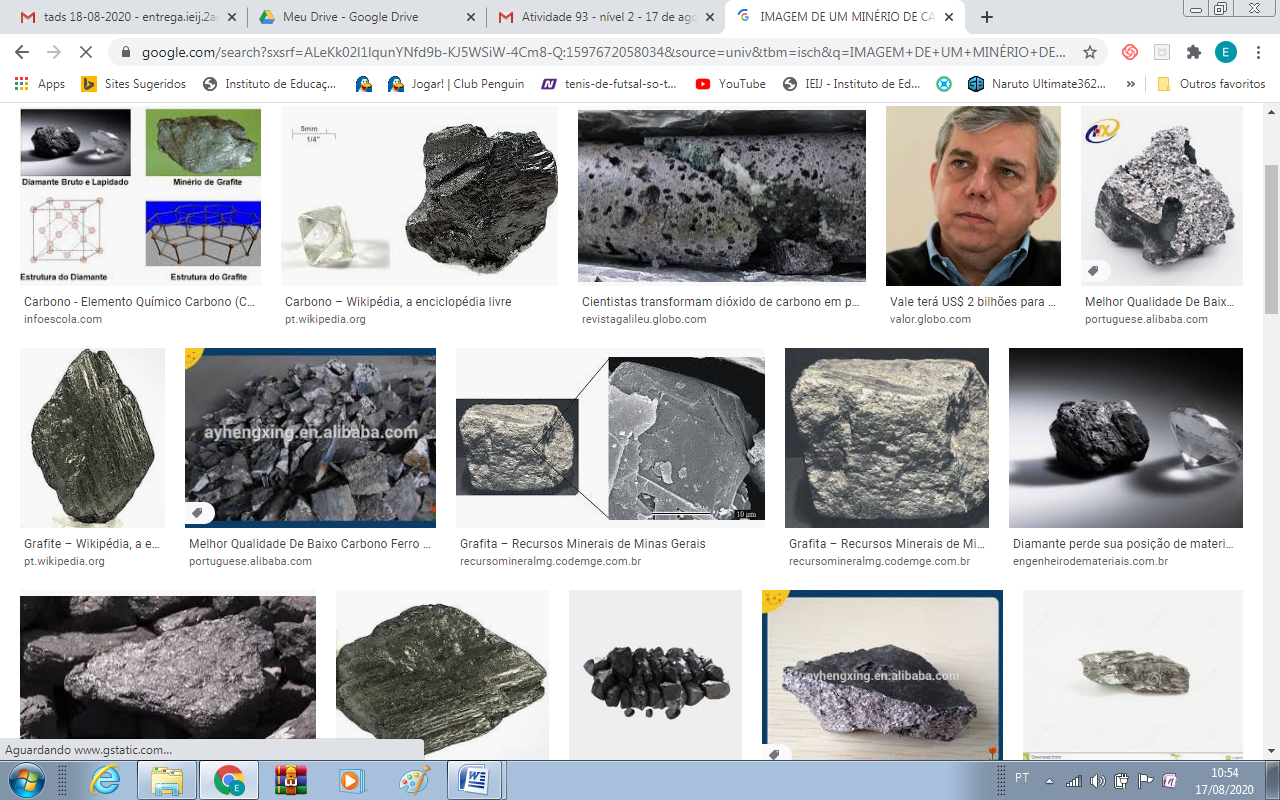 tads 18-08-2020 - entrega.ieij.2a
Meu Drive - Google Drive
Atividade 93 - nível 2 - 17 de ago
IMAGEM DE UM MINÉRIO DE CA
google.com/search?sxsrf=ALeKk02l1lqunYNfd9b-KJ5WSiW-4Cm8-Q:1597672058034&source=univ&tbm=isch&q=IMAGEM+DE+UM+MINÉRIO+DE...
E
Apps
Sites Sugeridos
Instituto de Educaç...
Jogar! | Club Penguin
tenis-de-futsal-so-t...
YouTube
IEIJ - Instituto de Ed...
Naruto Ultimate362...
»
Outros favoritos
Diamante Bruto e Lapidado
Minério de Grafite
Estrutura do Diamante
Estrutura do Grafite
5mm
1/4"
Carbono - Elemento Químico Carbono (C...
infoescola.com
Carbono – Wikipédia, a enciclopédia livre
pt.wikipedia.org
Cientistas transformam dióxido de carbono em p...
revistagalileu.globo.com
Vale terá US$ 2 bilhões para ...
valor.globo.com
Melhor Qualidade De Baix...
portuguese.alibaba.com
ayhengxing.en.alibaba.com
10 µm
Grafite – Wikipédia, a e...
pt.wikipedia.org
Melhor Qualidade De Baixo Carbono Ferro ...
portuguese.alibaba.com
Grafita – Recursos Minerais de Minas Gerais
recursomineralmg.codemge.com.br
Grafita – Recursos Minerais de Mi...
recursomineralmg.codemge.com.br
Diamante perde sua posição de materi...
engenheirodemateriais.com.br
ayhengxing.en.alibaba.com
Aguardando www.gstatic.com...
PT
10:54
17/08/2020